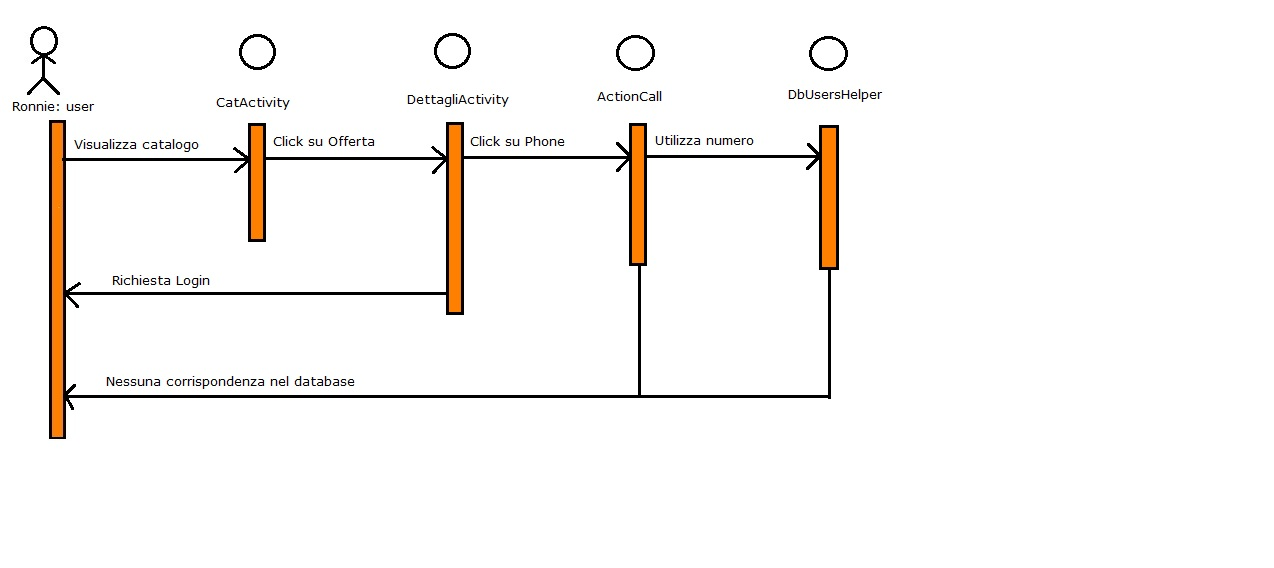 Ronnie: user
CatActivity
DettagliActivity
ActionCall
DbUsersHelper
Visualizza catalogo
Click su Offerta
Click su Phone
Utilizza numero
Richiesta Login
Nessuna corrispondenza nel database